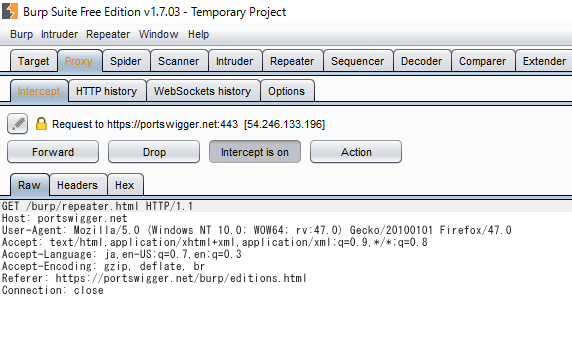 Burp Suite Free Edition v1.7.03 - Temporary Project
Burp Intruder Repeater Window Help
Target Proxy Spider Scanner Intruder Repeater Sequencer Decoder Comparer Extender
Intercept HTTP history WebSockets history Options
Request to https://portswigger.net:443 [54.246.133.196]
Forward Drop Intercept is on Action
Raw Headers Hex
GET /burp/repeater.html HTTP/1.1
Host: portswigger.net
User-Agent: Mozilla/5.0 (Windows NT 10.0; WOW64; rv:47.0) Gecko/20100101 Firefox/47.0
Accept: text/html,application/xhtml+xml,application/xml;q=0.9,*/*;q=0.8
Accept-Language: ja,en-US;q=0.7,en;q=0.3
Accept-Encoding: gzip, deflate, br
Referer: https://portswigger.net/burp/editions.html
Connection: close